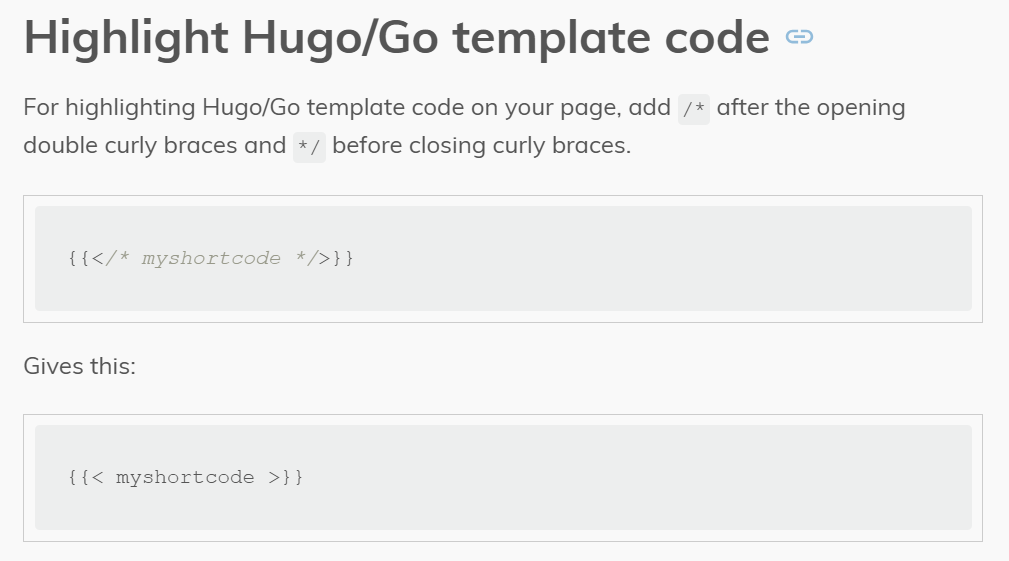 Highlight Hugo/Go template code
For highlighting Hugo/Go template code on your page, add /* after the opening
double curly braces and */ before closing curly braces.
{{</* myshortcode */>}}
Gives this:
{{< myshortcode >}}